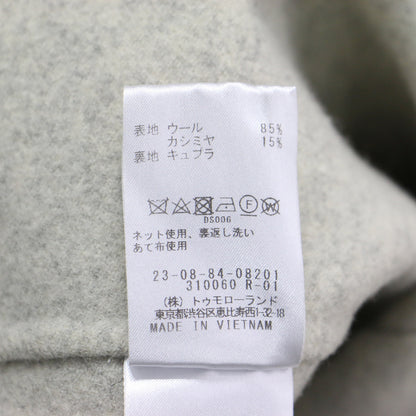 表地 ウール 85%
カシミヤ 15%
裏地 キュプラ
DS006
ネット使用、裏返し洗い
あて布使用
23-08-84-08201
310060 R-01
(株) トゥモローランド
東京都渋谷区恵比寿西1-32-18
MADE IN VIETNAM